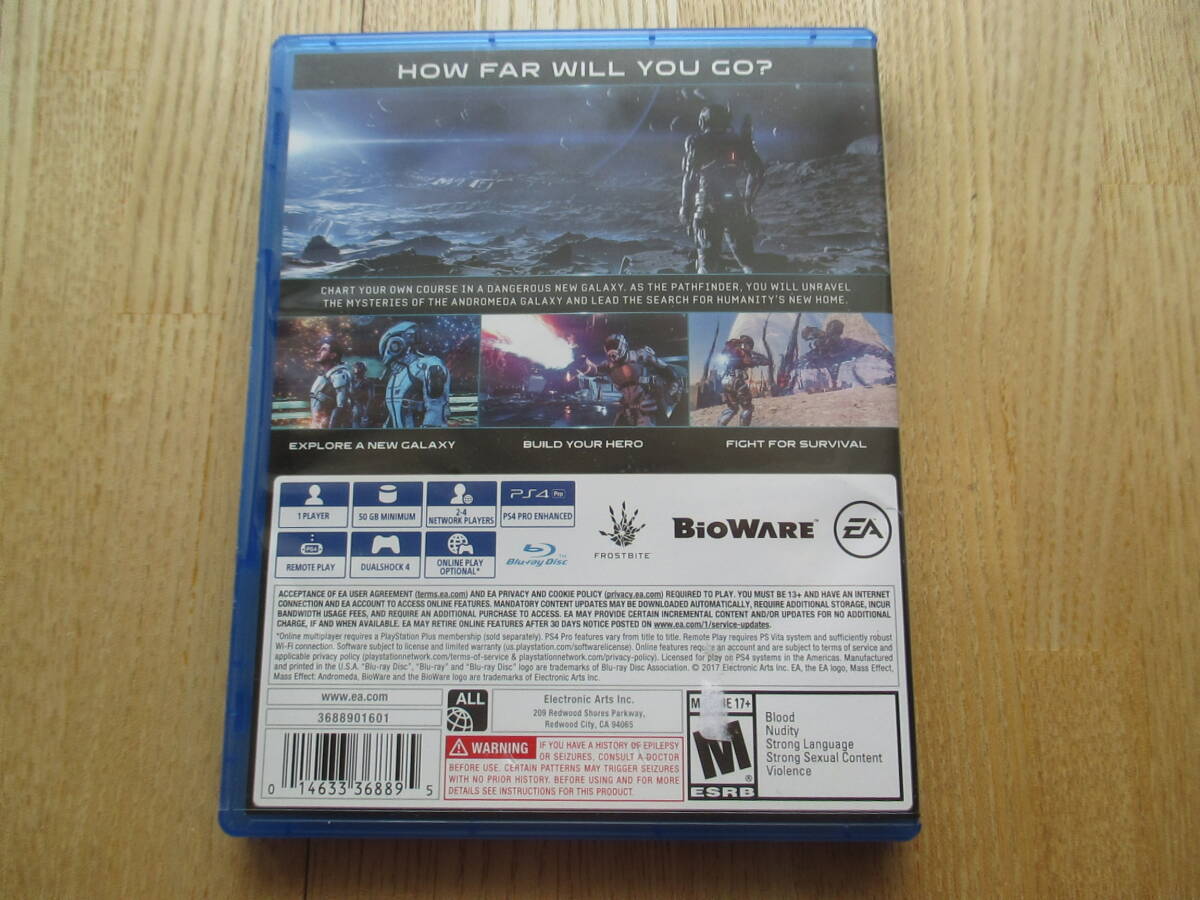 HOW FAR WILL YOU GO?
CHART YOUR OWN COURSE IN A DANGEROUS NEW GALAXY. AS THE PATHFINDER, YOU WILL UNRAVEL
THE MYSTERIES OF THE ANDROMEDA GALAXY AND LEAD THE SEARCH FOR HUMANITY'S NEW HOME.
EXPLORE A NEW GALAXY
BUILD YOUR HERO
FIGHT FOR SURVIVAL
1 PLAYER
50 GB MINIMUM
2-4
NETWORK PLAYERS
PS4 Pro
PS4 PRO ENHANCED
PS4
REMOTE PLAY
DUALSHOCK 4
ONLINE PLAY
OPTIONAL*
Blu-ray Disc™
FROSTBITE
BIOWARE™
EA
ACCEPTANCE OF EA USER AGREEMENT (terms.ea.com) AND EA PRIVACY AND COOKIE POLICY (privacy.ea.com) REQUIRED TO PLAY. YOU MUST BE 13+ AND HAVE AN INTERNET
CONNECTION AND EA ACCOUNT TO ACCESS ONLINE FEATURES. MANDATORY CONTENT UPDATES MAY BE DOWNLOADED AUTOMATICALLY, REQUIRE ADDITIONAL STORAGE, INCUR
BANDWIDTH USAGE FEES, AND REQUIRE AN ADDITIONAL PURCHASE TO ACCESS. EA MAY PROVIDE CERTAIN INCREMENTAL CONTENT AND/OR UPDATES FOR NO ADDITIONAL
CHARGE, IF AND WHEN AVAILABLE. EA MAY RETIRE ONLINE FEATURES AFTER 30 DAYS NOTICE POSTED ON www.ea.com/1/service-updates.
*Online multiplayer requires a PlayStation Plus membership (sold separately). PS4 Pro features vary from title to title. Remote Play requires PS Vita system and sufficiently robust
Wi-Fi connection. Software subject to license and limited warranty (us.playstation.com/softwarelicense). Online features require an account and are subject to terms of service and
applicable privacy policy (playstationnetwork.com/terms-of-service & playstationnetwork.com/privacy-policy). Licensed for play on PS4 systems in the Americas. Manufactured
and printed in the U.S.A. "Blu-ray Disc", "Blu-ray" and "Blu-ray Disc" logo are trademarks of Blu-ray Disc Association. © 2017 Electronic Arts Inc. EA, the EA logo, Mass Effect,
Mass Effect: Andromeda, BioWare and the BioWare logo are trademarks of Electronic Arts Inc.
www.ea.com
3688901601
0 14633 36889 5
ALL
Electronic Arts Inc.
209 Redwood Shores Parkway,
Redwood City, CA 94065
WARNING IF YOU HAVE A HISTORY OF EPILEPSY
OR SEIZURES, CONSULT A DOCTOR
BEFORE USE. CERTAIN PATTERNS MAY TRIGGER SEIZURES
WITH NO PRIOR HISTORY. BEFORE USING AND FOR MORE
DETAILS SEE INSTRUCTIONS FOR THIS PRODUCT.
17+
M
®
ESRB
Blood
Nudity
Strong Language
Strong Sexual Content
Violence